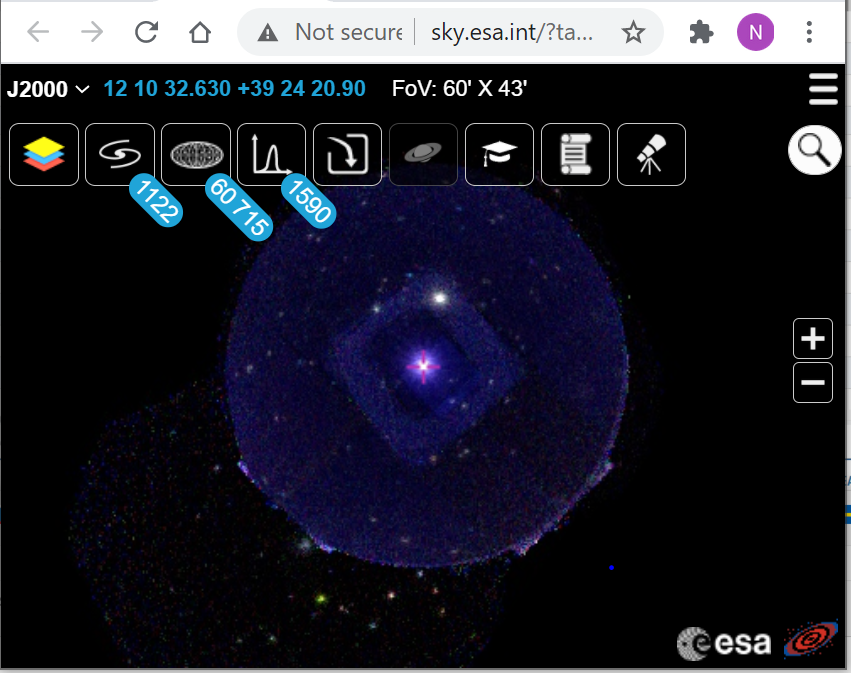 Not secure sky.esa.int/?ta... N
J2000 12 10 32.630 +39 24 20.90 FoV: 60' X 43'
1122 60 715 1590
esa